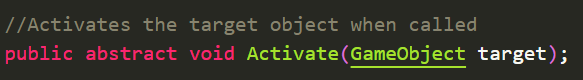 //Activates the target object when called
public abstract void Activate(GameObject target);